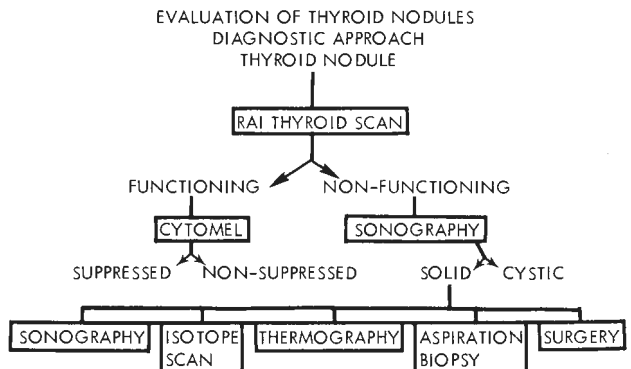 EVALUATION OF THYROID NODULES
DIAGNOSTIC APPROACH
THYROID NODULE
RAI THYROID SCAN
FUNCTIONING NON-FUNCTIONING
CYTOMEL SONOGRAPHY
SUPPRESSED NON-SUPPRESSED SOLID CYSTIC
SONOGRAPHY ISOTOPE THERMOGRAPHY ASPIRATION SURGERY
SCAN BIOPSY